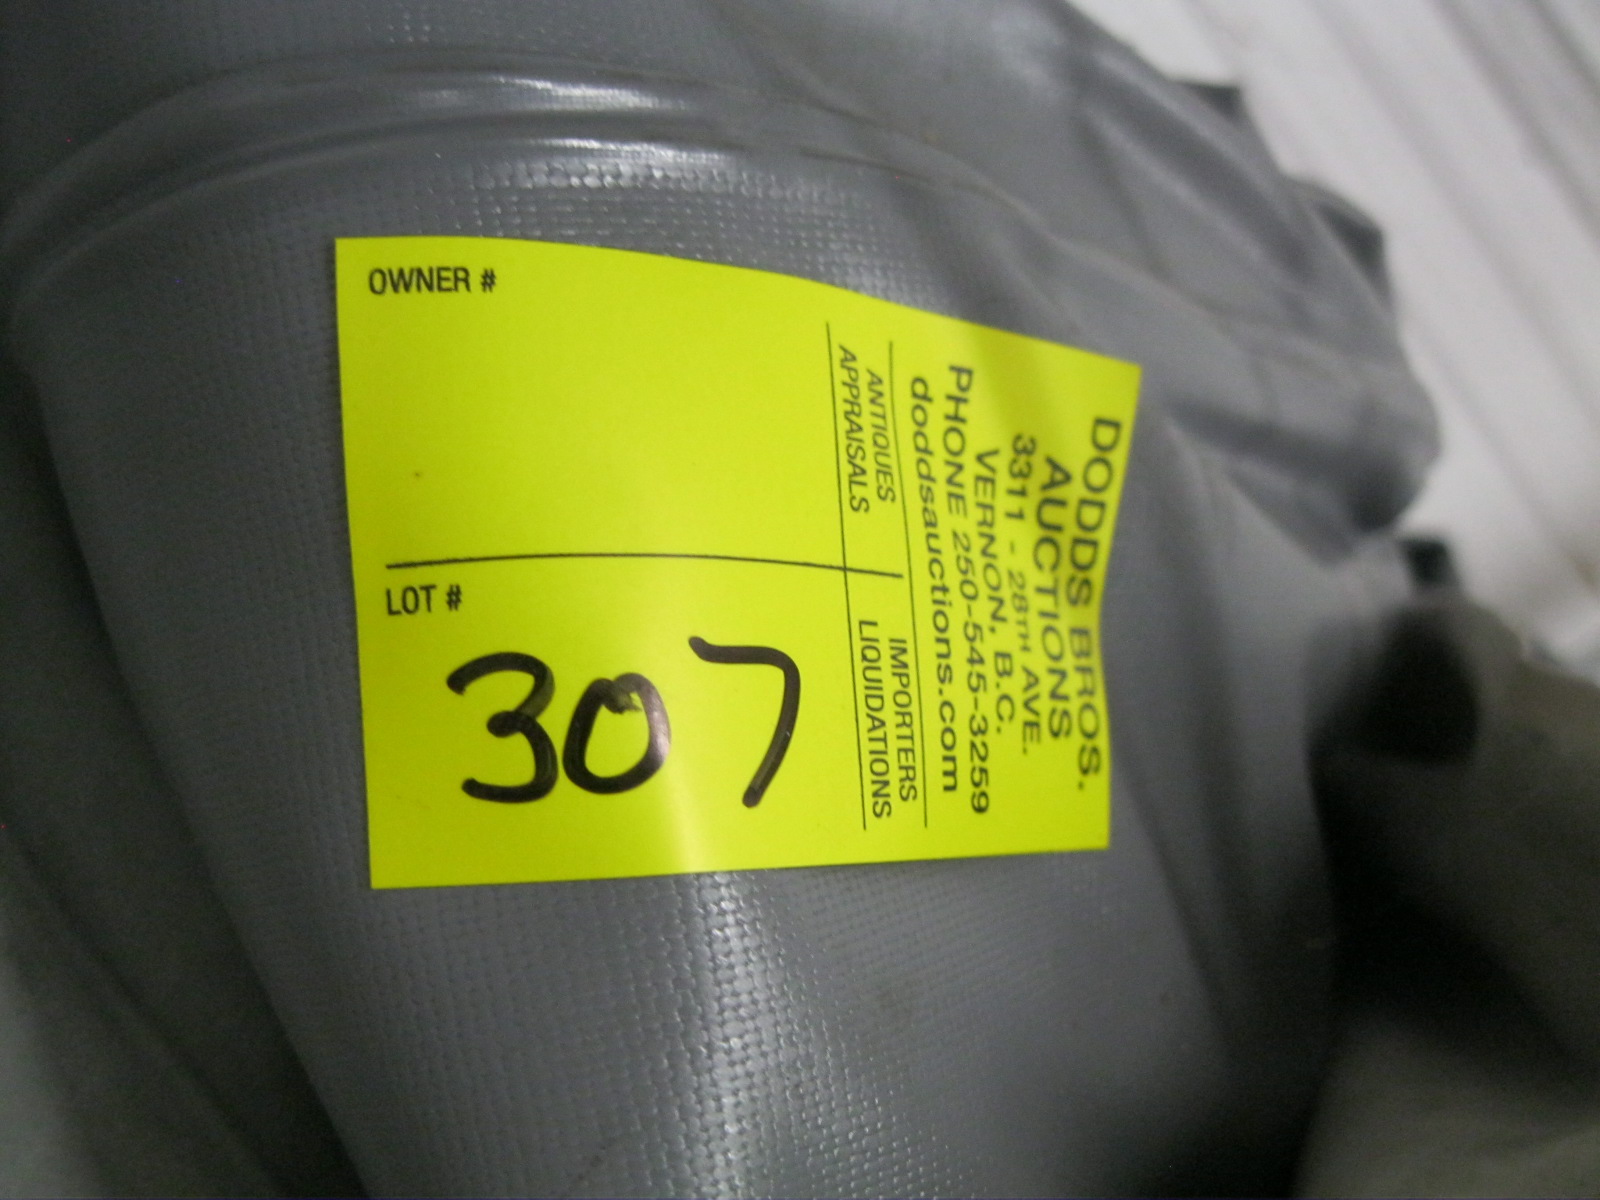 OWNER #
LOT #
307
DODDS BROS.
AUCTIONS
3311 - 28TH AVE.
VERNON, B.C.
PHONE 250-545-3259
doddsauctions.com
ANTIQUES
APPRAISALS
IMPORTERS
LIQUIDATIONS